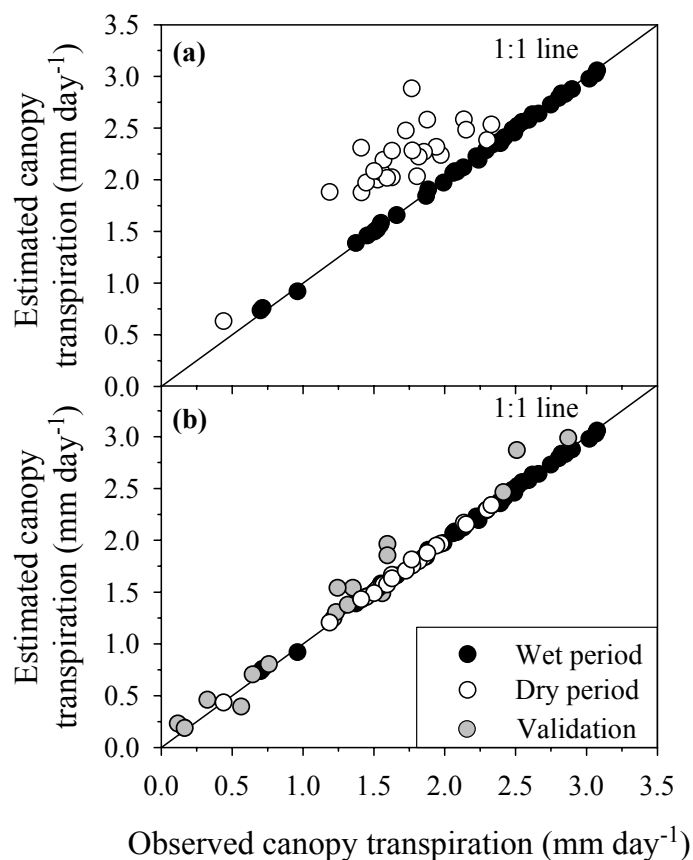 3.5
(a)
1:1 line
3.0
2.5
2.0
1.5
1.0
0.5
0.0
Estimated canopy
transpiration (mm day⁻¹)
(b)
1:1 line
3.0
2.5
2.0
1.5
1.0
0.5
0.0
Estimated canopy
transpiration (mm day⁻¹)
Wet period
Dry period
Validation
0.0 0.5 1.0 1.5 2.0 2.5 3.0 3.5
Observed canopy transpiration (mm day⁻¹)